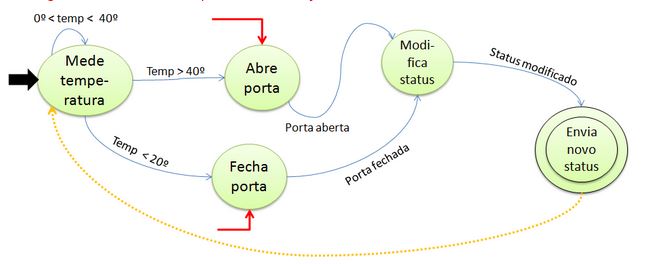 0º < temp < 40º
Mede
tempe-
ratura
Temp > 40º
Abre
porta
Porta aberta
Modi-
fica
status
Status modificado
Envia
novo
status
Temp < 20º
Fecha
porta
Porta fechada